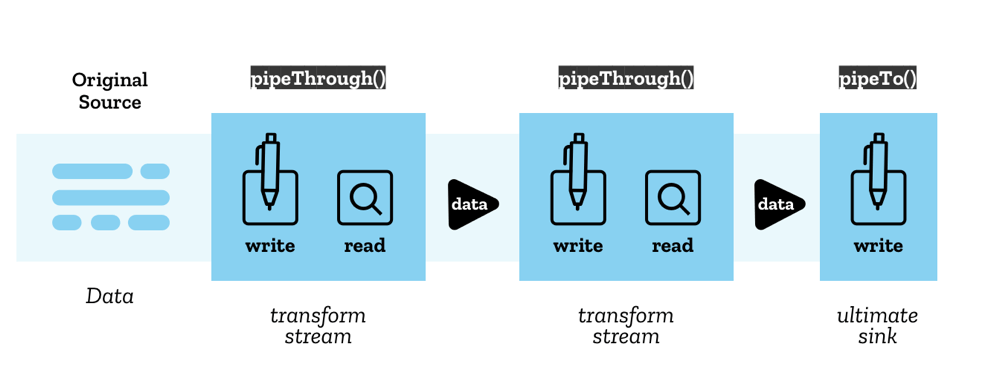 Original
Source
pipeThrough()
pipeThrough()
pipeTo()
data
data
write
read
write
read
write
Data
transform
stream
transform
stream
ultimate
sink